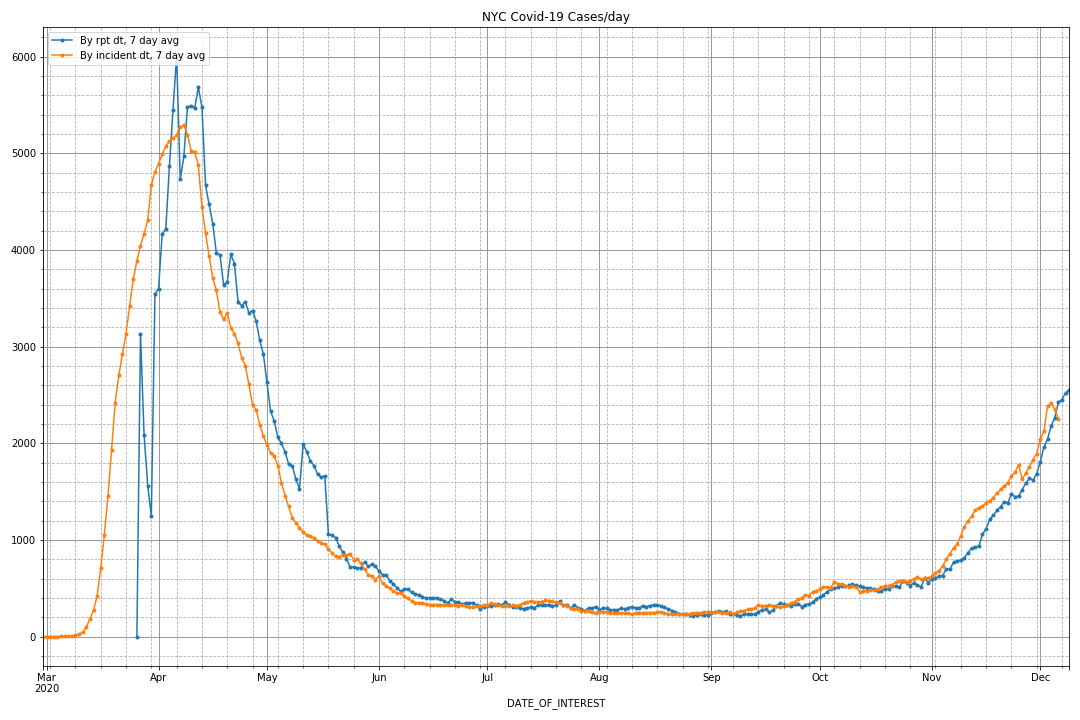 NYC Covid-19 Cases/day
By rpt dt, 7 day avg
By incident dt, 7 day avg
6000
5000
4000
3000
2000
1000
0
Mar Apr May Jun Jul Aug Sep Oct Nov Dec
2020
DATE_OF_INTEREST